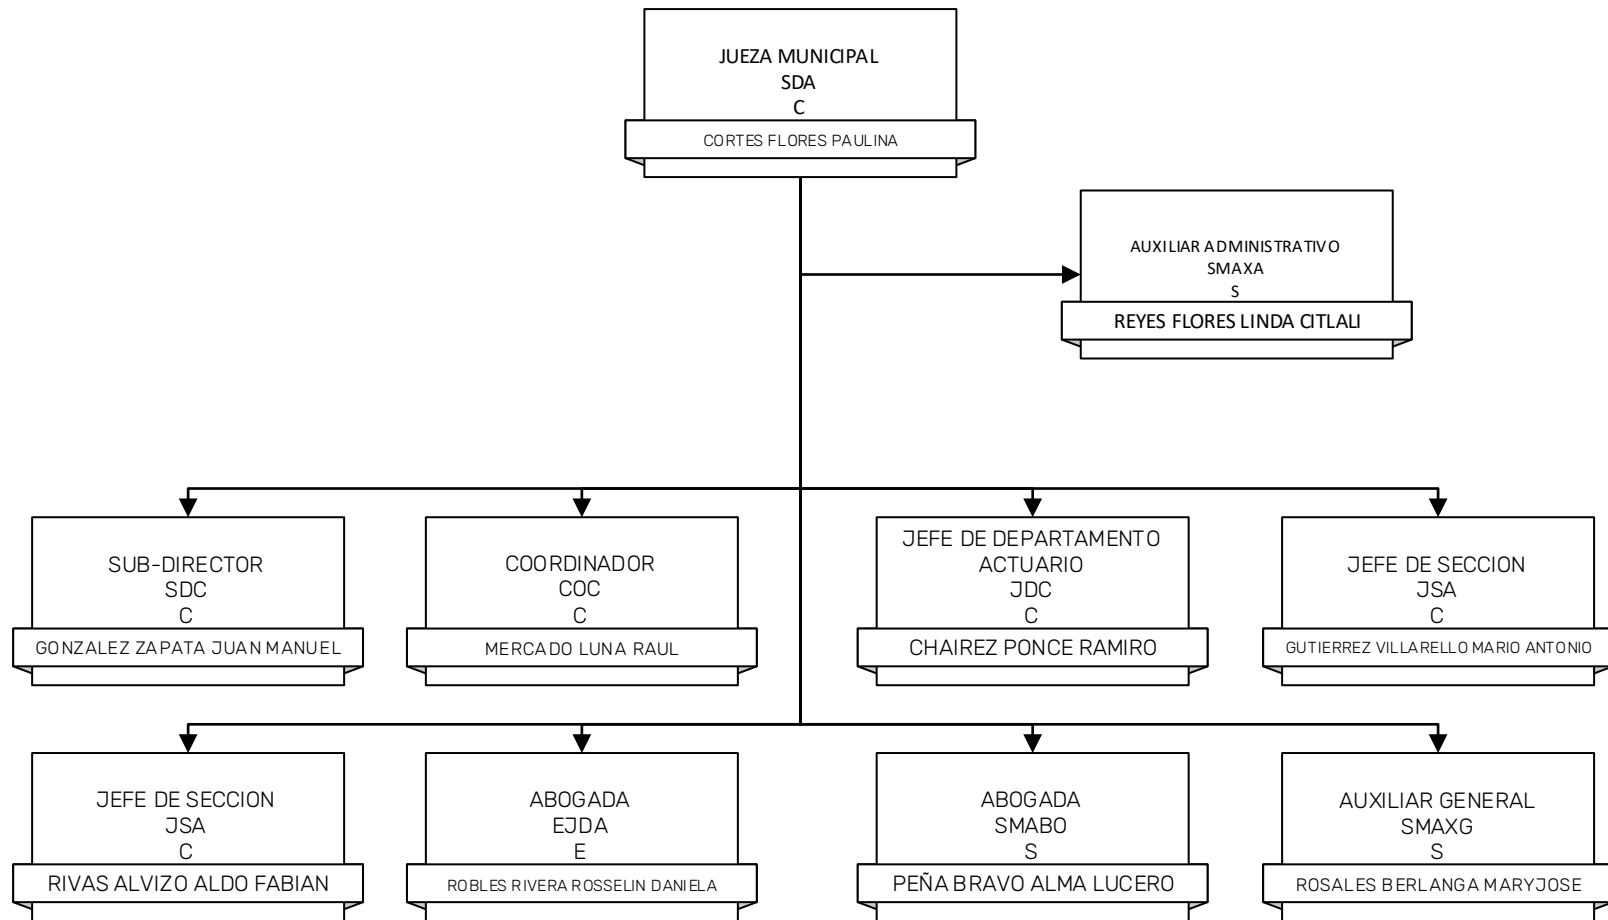 JUEZA MUNICIPAL
SDA
C
CORTES FLORES PAULINA
AUXILIAR ADMINISTRATIVO
SMAXA
S
REYES FLORES LINDA CITLALI
SUB-DIRECTOR
SDC
C
GONZALEZ ZAPATA JUAN MANUEL
COORDINADOR
COC
C
MERCADO LUNA RAUL
JEFE DE DEPARTAMENTO
ACTUARIO
JDC
C
CHAIREZ PONCE RAMIRO
JEFE DE SECCION
JSA
C
GUTIERREZ VILLARELLO MARIO ANTONIO
JEFE DE SECCION
JSA
C
RIVAS ALVIZO ALDO FABIAN
ABOGADA
EJDA
E
ROBLES RIVERA ROSSELIN DANIELA
ABOGADA
SMABO
S
PEÑA BRAVO ALMA LUCERO
AUXILIAR GENERAL
SMAXG
S
ROSALES BERLANGA MARYJOSE